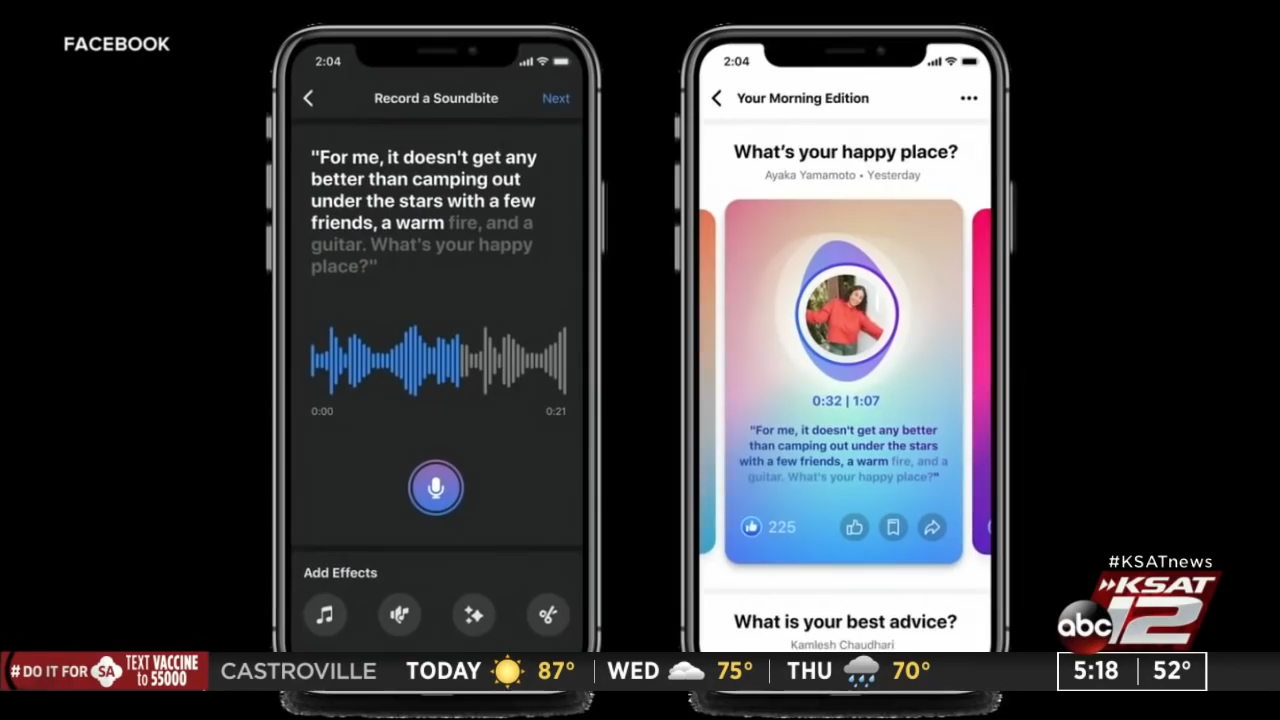 FACEBOOK
2:04
Record a Soundbite
Next
"For me, it doesn't get any
better than camping out
under the stars with a few
friends, a warm fire, and a
guitar. What's your happy
place?"
0:00
0:21
Add Effects
2:04
Your Morning Edition
What's your happy place?
Ayaka Yamamoto • Yesterday
0:32 | 1:07
"For me, it doesn't get any better
than camping out under the stars
with a few friends, a warm fire, and a
guitar. What's your happy place?"
225
What is your best advice?
Kamlesh Chaudhari
#KSATnews
KSAT
abc 12
#DO IT FOR SA
TEXT VACCINE
to 55000
CASTROVILLE
TODAY 87°
WED 75°
THU 70°
5:18
52°